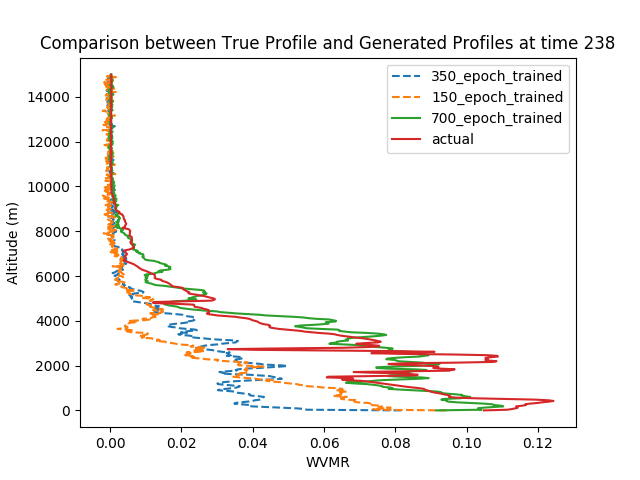 Comparison between True Profile and Generated Profiles at time 238
350_epoch_trained
150_epoch_trained
700_epoch_trained
actual
14000
12000
10000
8000
6000
4000
2000
0
Altitude (m)
0.00 0.02 0.04 0.06 0.08 0.10 0.12
WVMR